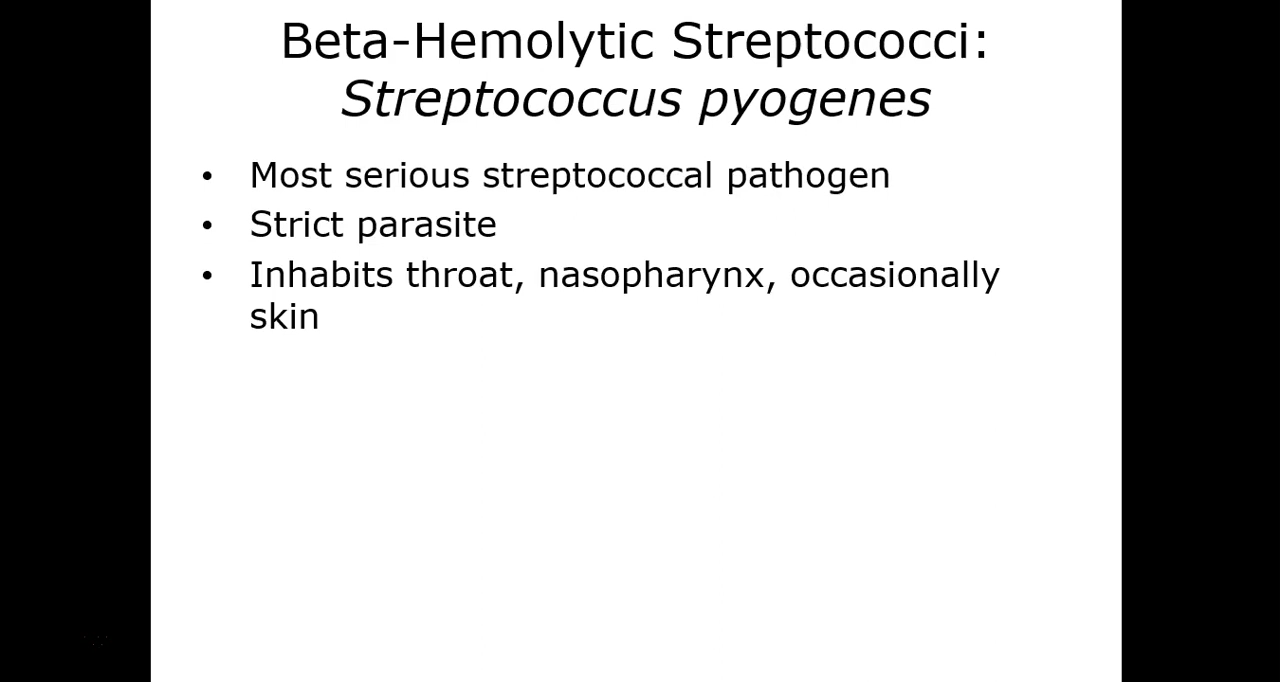 Beta-Hemolytic Streptococci:
Streptococcus pyogenes
• Most serious streptococcal pathogen
• Strict parasite
• Inhabits throat, nasopharynx, occasionally
skin